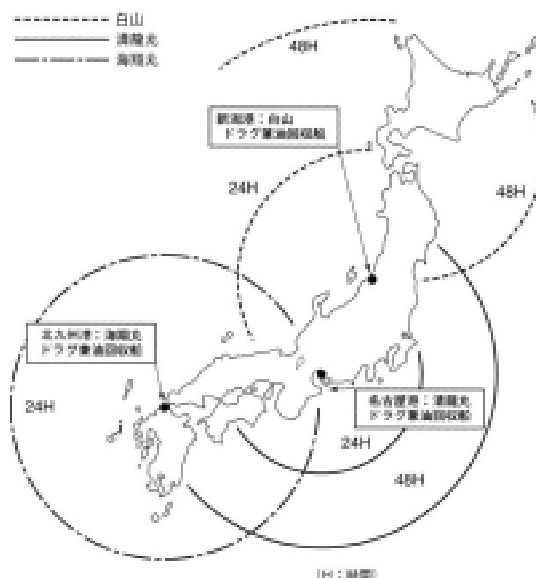 白山
清龍丸
海翔丸
48H
新潟港：白山
ドラグ兼油回収船
24H
48H
北九州港：海翔丸
ドラグ兼油回収船
24H
名古屋港：清龍丸
ドラグ兼油回収船
24H
48H
(H：時間)